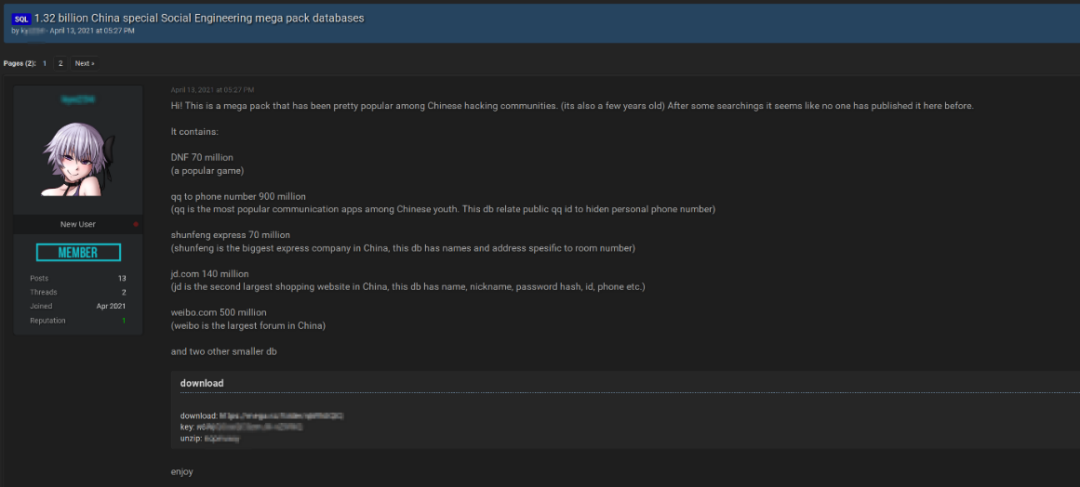 SQL 1.32 billion China special Social Engineering mega pack databases
by - April 13, 2021 at 05:27 PM
Pages (2): 1 2 Next »
April 13, 2021 at 05:27 PM
Hi! This is a mega pack that has been pretty popular among Chinese hacking communities. (its also a few years old) After some searchings it seems like no one has published it here before.
It contains:
DNF 70 million
(a popular game)
qq to phone number 900 million
(qq is the most popular communication apps among Chinese youth. This db relate public qq id to hiden personal phone number)
New User
shunfeng express 70 million
(shunfeng is the biggest express company in China, this db has names and address spesific to room number)
MEMBER
jd.com 140 million
(jd is the second largest shopping website in China, this db has name, nickname, password hash, id, phone etc.)
Posts 13
Threads 2
Joined Apr 2021
Reputation 1
weibo.com 500 million
(weibo is the largest forum in China)
and two other smaller db
download
download:
key:
unzip:
enjoy